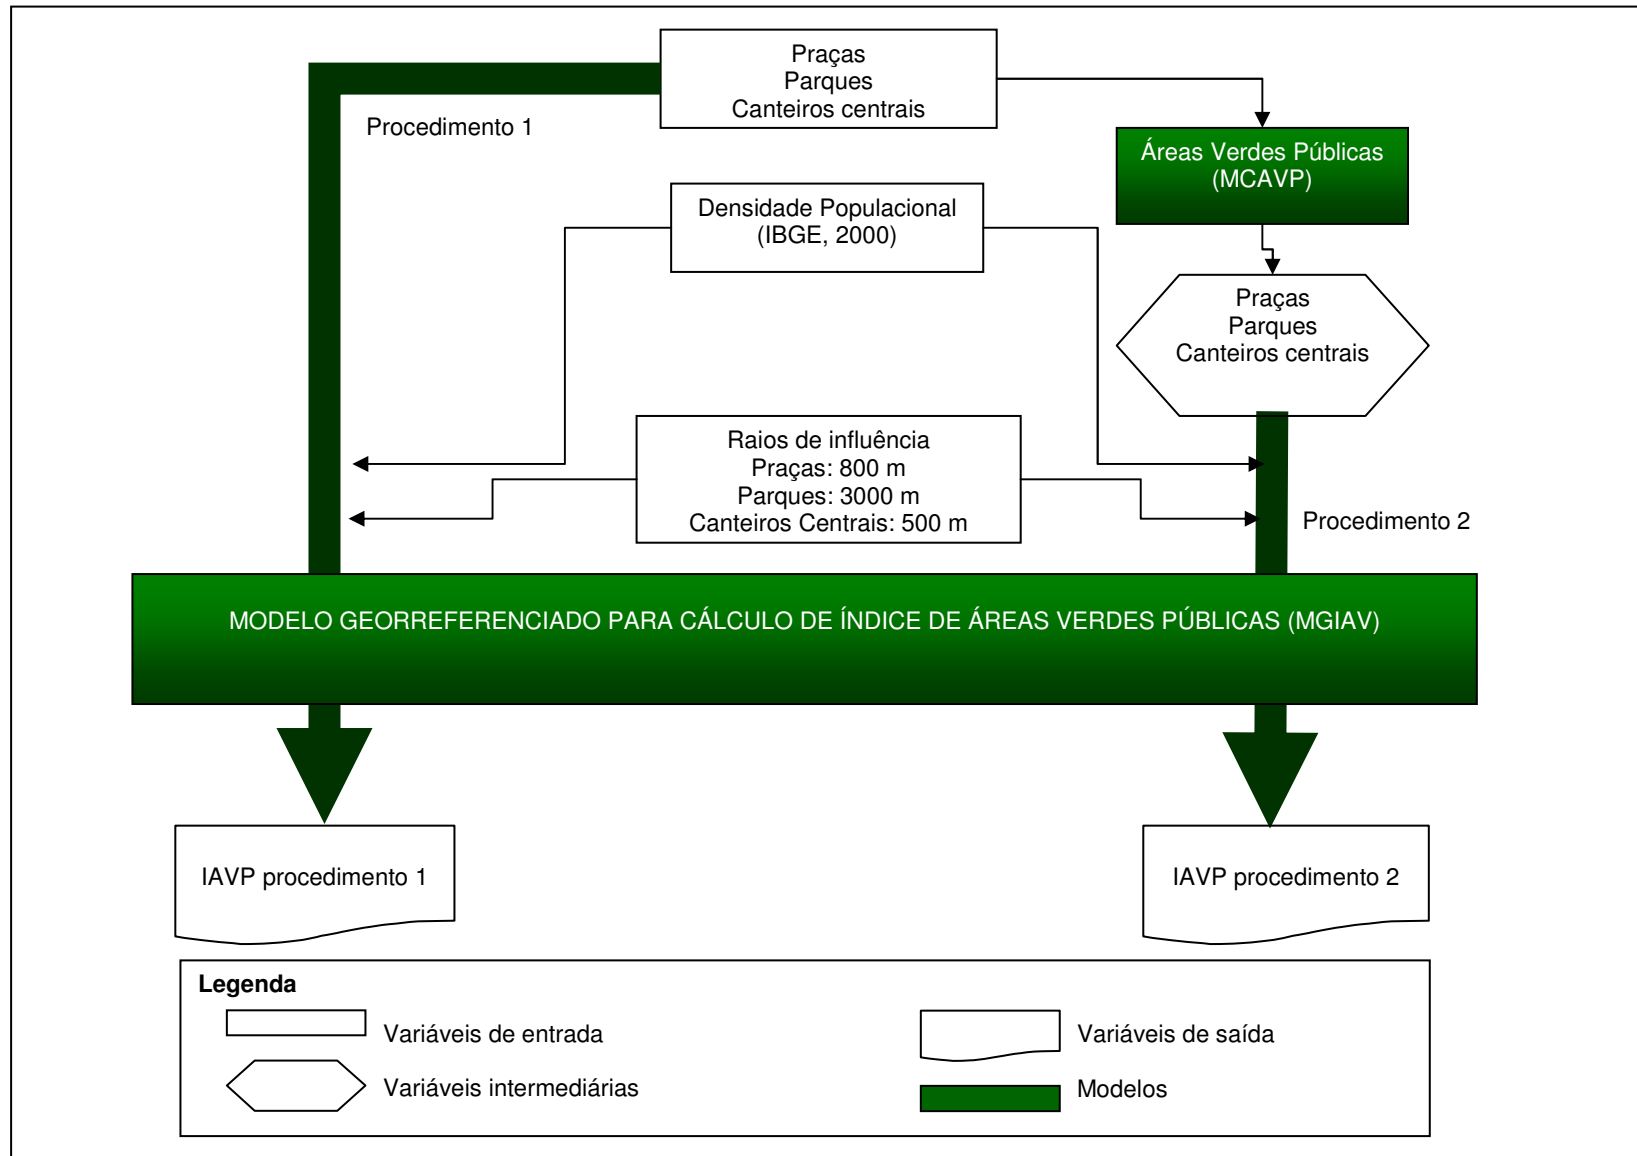 Praças
Parques
Canteiros centrais
Procedimento 1
Áreas Verdes Públicas
(MCAVP)
Densidade Populacional
(IBGE, 2000)
Praças
Parques
Canteiros centrais
Raios de influência
Praças: 800 m
Parques: 3000 m
Canteiros Centrais: 500 m
Procedimento 2
MODELO GEORREFERENCIADO PARA CÁLCULO DE ÍNDICE DE ÁREAS VERDES PÚBLICAS (MGIAV)
IAVP procedimento 1
IAVP procedimento 2
Legenda
Variáveis de entrada
Variáveis de saída
Variáveis intermediárias
Modelos